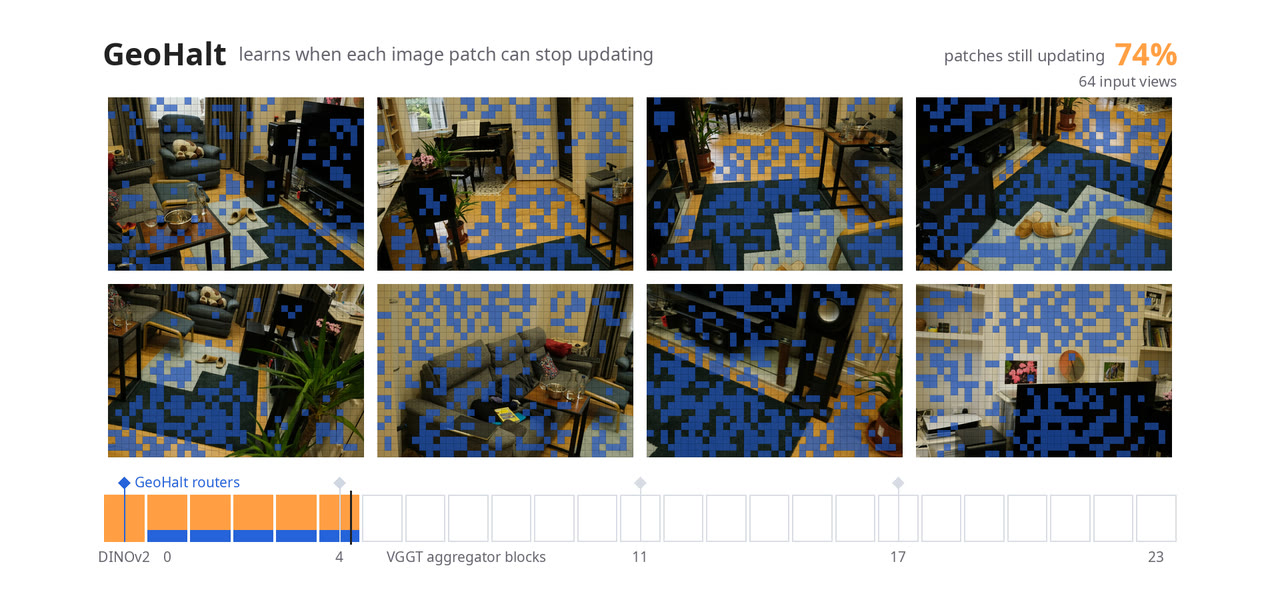 GeoHalt learns when each image patch can stop updating
patches still updating 74%
64 input views
GeoHalt routers
DINOv2 0 4 VGGT aggregator blocks 11 17 23